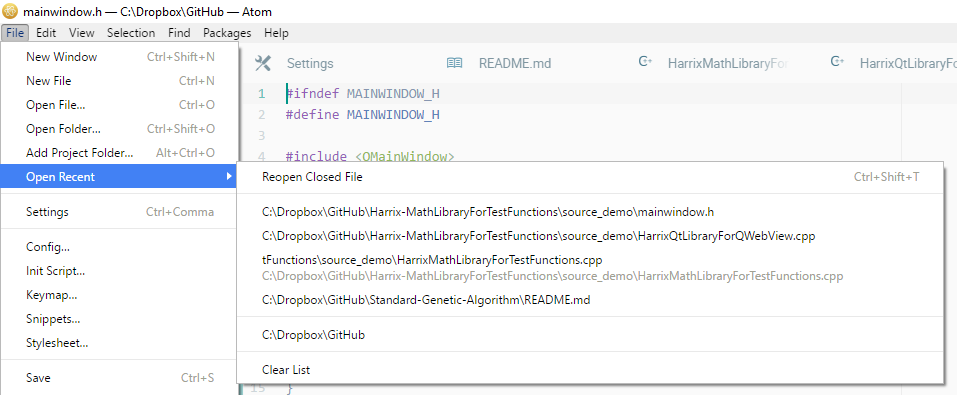 mainwindow.h — C:\Dropbox\GitHub — Atom
File Edit View Selection Find Packages Help
New Window Ctrl+Shift+N
New File Ctrl+N
Open File... Ctrl+O
Open Folder... Ctrl+Shift+O
Add Project Folder... Alt+Ctrl+O
Open Recent
Settings Ctrl+Comma
Config...
Init Script...
Keymap...
Snippets...
Stylesheet...
Save Ctrl+S
Settings README.md HarrixMathLibraryFo HarrixQtLibraryFo
1 #ifndef MAINWINDOW_H
2 #define MAINWINDOW_H
3
4 #include <QMainWindow>
Reopen Closed File Ctrl+Shift+T
C:\Dropbox\GitHub\Harrix-MathLibraryForTestFunctions\source_demo\mainwindow.h
C:\Dropbox\GitHub\Harrix-MathLibraryForTestFunctions\source_demo\HarrixQtLibraryForQWebView.cpp
tFunctions\source_demo\HarrixMathLibraryForTestFunctions.cpp
C:\Dropbox\GitHub\Harrix-MathLibraryForTestFunctions\source_demo\HarrixMathLibraryForTestFunctions.cpp
C:\Dropbox\GitHub\Standard-Genetic-Algorithm\README.md
C:\Dropbox\GitHub
Clear List
15 }